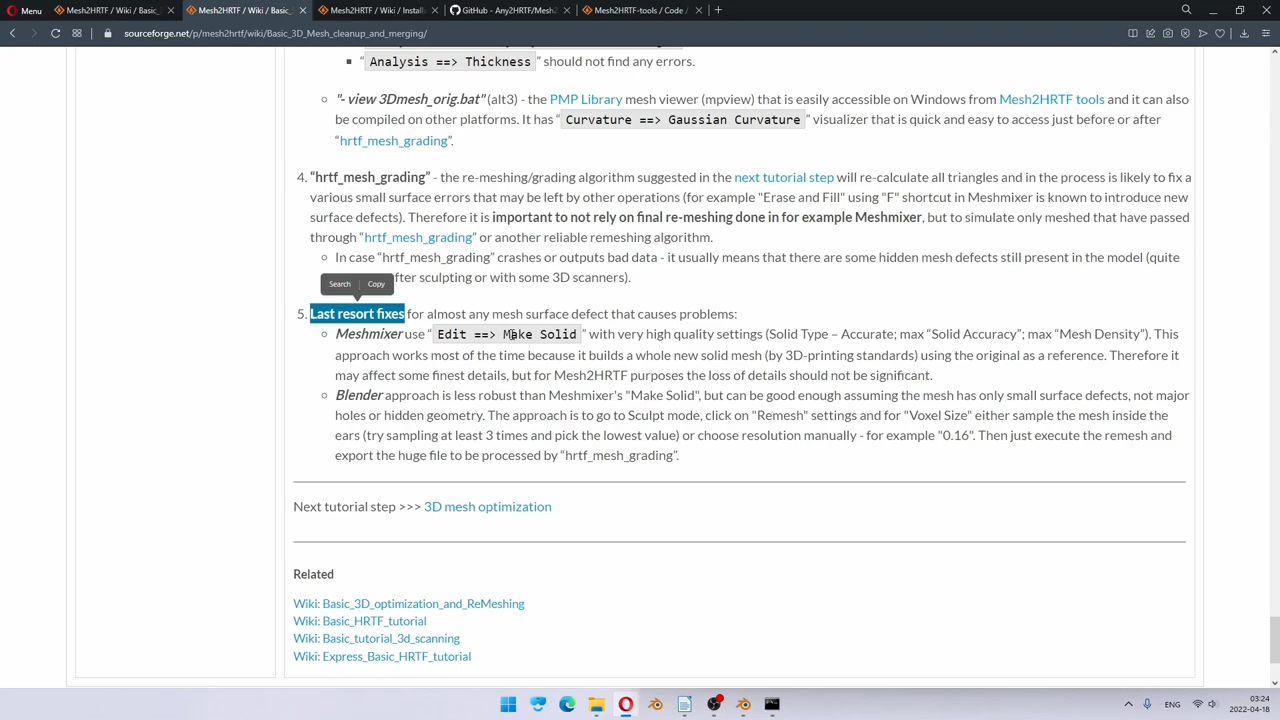 Menu
Mesh2HRTF / Wiki / Basic_
Mesh2HRTF / Wiki / Basic_
Mesh2HRTF / Wiki / Install
GitHub - Any2HRTF/Mesh2
Mesh2HRTF-tools / Code /
sourceforge.net/p/mesh2hrtf/wiki/Basic_3D_Mesh_cleanup_and_merging/
“Analysis ==> Thickness” should not find any errors.
"- view 3Dmesh_orig.bat" (alt3) - the PMP Library mesh viewer (mpview) that is easily accessible on Windows from Mesh2HRTF tools and it can also
be compiled on other platforms. It has “Curvature ==> Gaussian Curvature” visualizer that is quick and easy to access just before or after
“hrtf_mesh_grading”.
4. “hrtf_mesh_grading” - the re-meshing/grading algorithm suggested in the next tutorial step will re-calculate all triangles and in the process is likely to fix a
various small surface errors that may be left by other operations (for example "Erase and Fill" using "F" shortcut in Meshmixer is known to introduce new
surface defects). Therefore it is important to not rely on final re-meshing done in for example Meshmixer, but to simulate only meshed that have passed
through “hrtf_mesh_grading” or another reliable remeshing algorithm.
In case “hrtf_mesh_grading” crashes or outputs bad data - it usually means that there are some hidden mesh defects still present in the model (quite
Search Copy
after sculpting or with some 3D scanners).
5. Last resort fixes for almost any mesh surface defect that causes problems:
Meshmixer use “Edit ==> Make Solid” with very high quality settings (Solid Type – Accurate; max “Solid Accuracy”; max “Mesh Density”). This
approach works most of the time because it builds a whole new solid mesh (by 3D-printing standards) using the original as a reference. Therefore it
may affect some finest details, but for Mesh2HRTF purposes the loss of details should not be significant.
Blender approach is less robust than Meshmixer's "Make Solid", but can be good enough assuming the mesh has only small surface defects, not major
holes or hidden geometry. The approach is to go to Sculpt mode, click on "Remesh" settings and for "Voxel Size" either sample the mesh inside the
ears (try sampling at least 3 times and pick the lowest value) or choose resolution manually - for example "0.16". Then just execute the remesh and
export the huge file to be processed by “hrtf_mesh_grading”.
Next tutorial step >>> 3D mesh optimization
Related
Wiki: Basic_3D_optimization_and_ReMeshing
Wiki: Basic_HRTF_tutorial
Wiki: Basic_tutorial_3d_scanning
Wiki: Express_Basic_HRTF_tutorial
ENG
03:24
2022-04-18